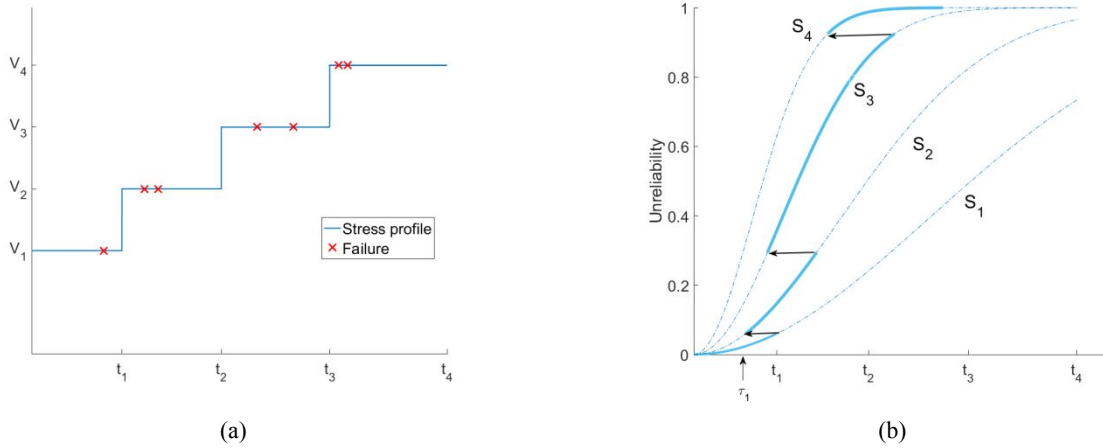 V₄
V₃
V₂
V₁
Stress profile
Failure
t₁ t₂ t₃ t₄
(a)
1
0.8
0.6
0.4
0.2
0
Unreliability
S₄
S₃
S₂
S₁
t₁ t₂ t₃ t₄
τ₁
(b)